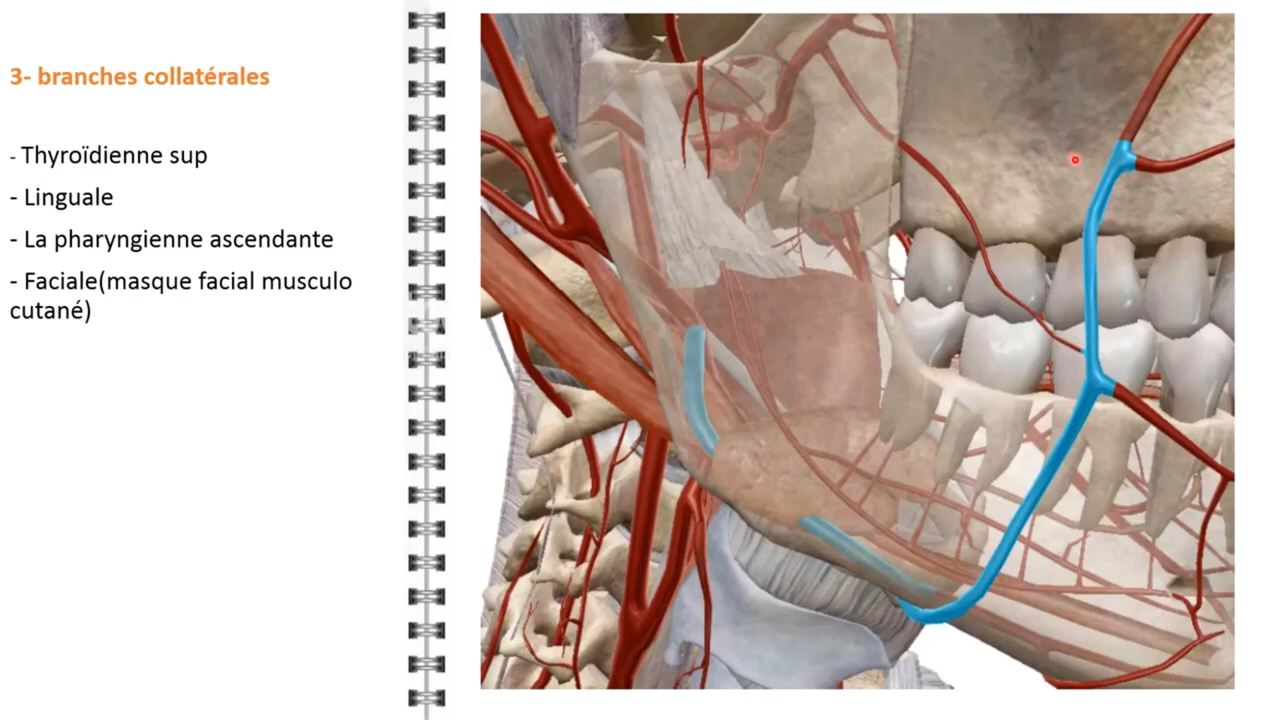 3- branches collatérales
- Thyroïdienne sup
- Linguale
- La pharyngienne ascendante
- Faciale(masque facial musculo
cutané)